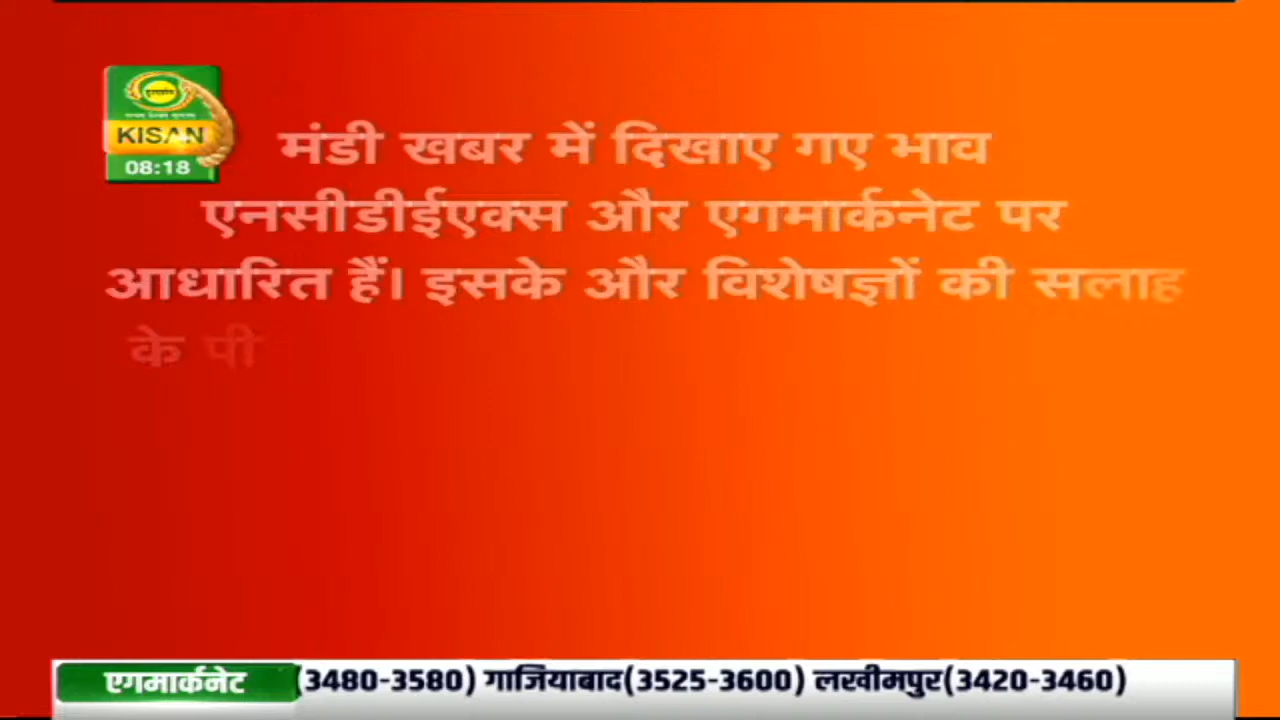 KISAN
08:18
मंडी खबर में दिखाए गए भाव
एनसीडीईएक्स और एगमार्कनेट पर
आधारित हैं। इसके और विशेषज्ञों की सलाह
के पी
एगमार्कनेट (3480-3580) गाजियाबाद(3525-3600) लखीमपुर(3420-3460)